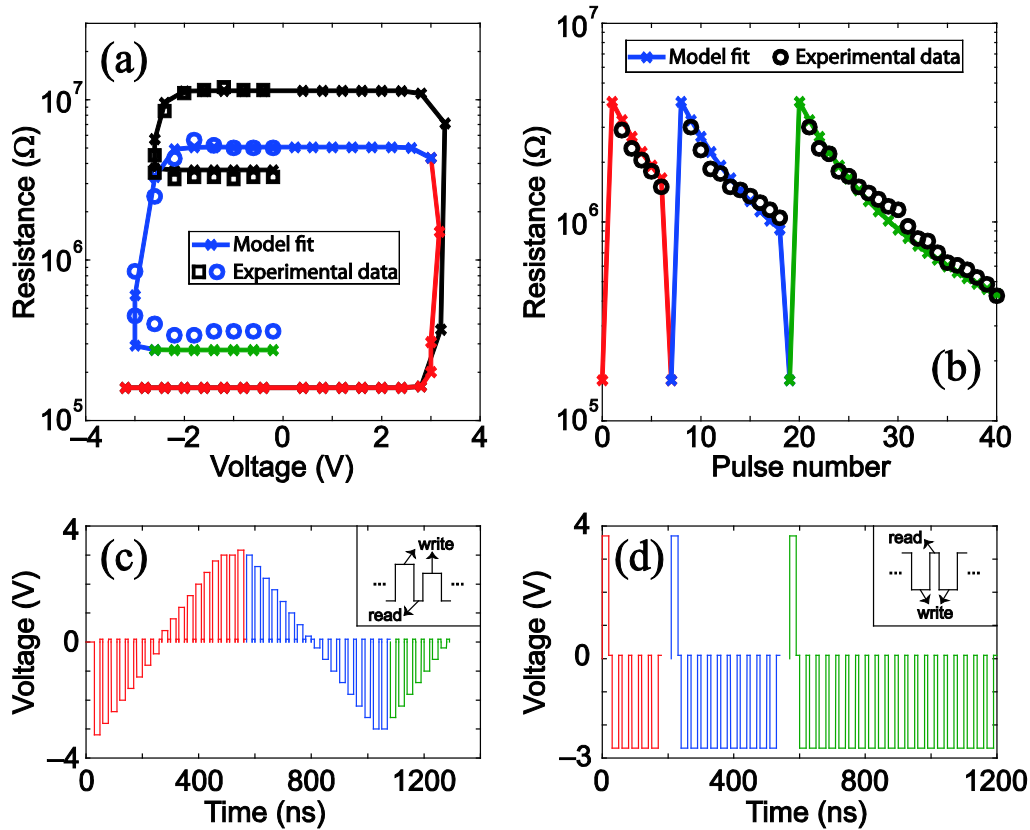 (a)
Resistance (Ω)
10^7
10^6
10^5
Model fit
Experimental data
–4 –2 0 2 4
Voltage (V)
(b)
Resistance (Ω)
10^7
10^6
10^5
Model fit Experimental data
0 10 20 30 40
Pulse number
(c)
Voltage (V)
4
0
–4
write
... ...
read
0 400 800 1200
Time (ns)
(d)
Voltage (V)
4
0
–3
read
... ...
write
0 400 800 1200
Time (ns)